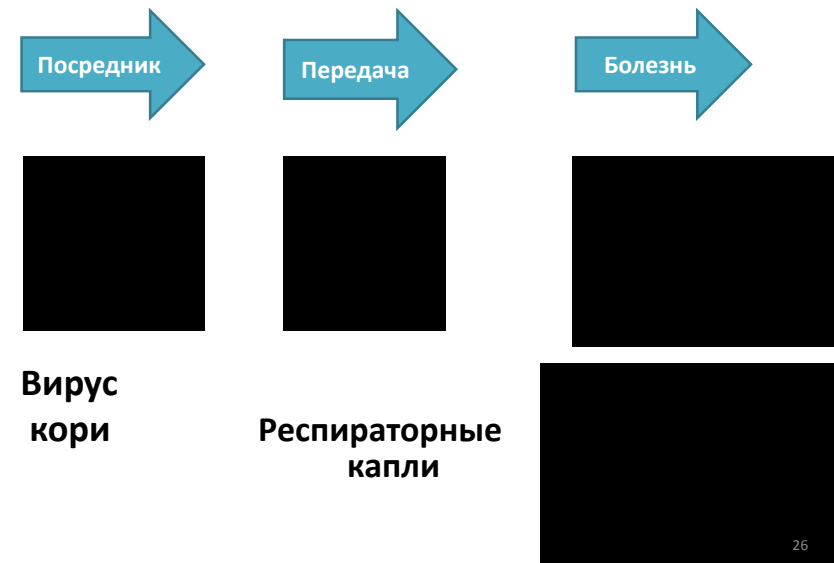 Посредник
Передача
Болезнь
Вирус
кори
Респираторные
капли
26